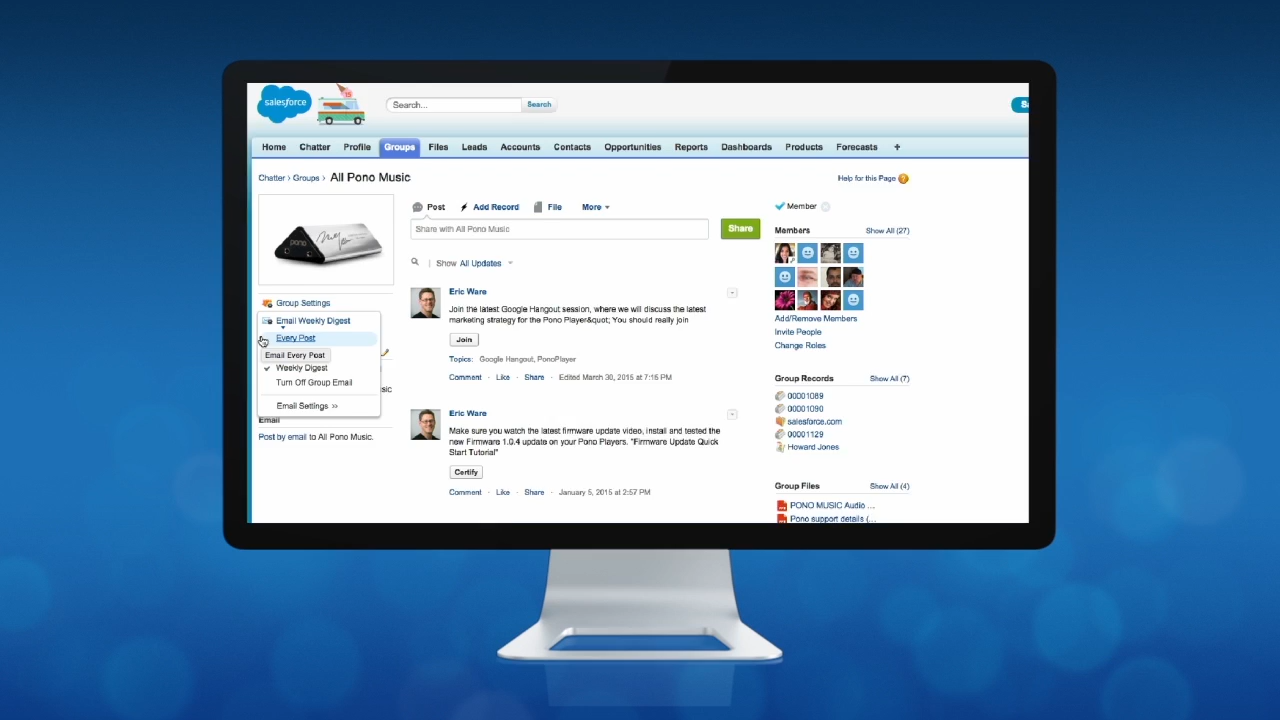 salesforce
15
Search...
Search
Home Chatter Profile Groups Files Leads Accounts Contacts Opportunities Reports Dashboards Products Forecasts +
Chatter > Groups > All Pono Music
Help for this Page ?
pono
Group Settings
Email Weekly Digest
Every Post
Email Every Post
Weekly Digest
Turn Off Group Email
Email Settings >>
Email
Post by email to All Pono Music.
Post Add Record File More
Share with All Pono Music
Share
Show All Updates
Eric Ware
Join the latest Google Hangout session, where we will discuss the latest
marketing strategy for the Pono Player&quot; You should really join
Join
Topics: Google Hangout, PonoPlayer
Comment · Like · Share · Edited March 30, 2015 at 7:15 PM
Eric Ware
Make sure you watch the latest firmware update video, install and tested the
new Firmware 1.0.4 update on your Pono Players. "Firmware Update Quick
Start Tutorial"
Certify
Comment · Like · Share · January 5, 2015 at 2:57 PM
Member
Members Show All (27)
Add/Remove Members
Invite People
Change Roles
Group Records Show All (7)
00001089
00001090
salesforce.com
00001129
Howard Jones
Group Files Show All (4)
PONO MUSIC Audio ...
Pono support details (...